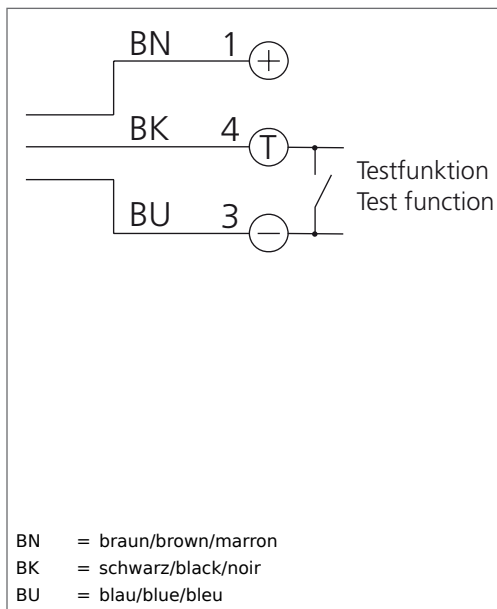 BN 1 +
BK 4 T
Testfunktion
Test function
BU 3 −
BN = braun/brown/marron
BK = schwarz/black/noir
BU = blau/blue/bleu